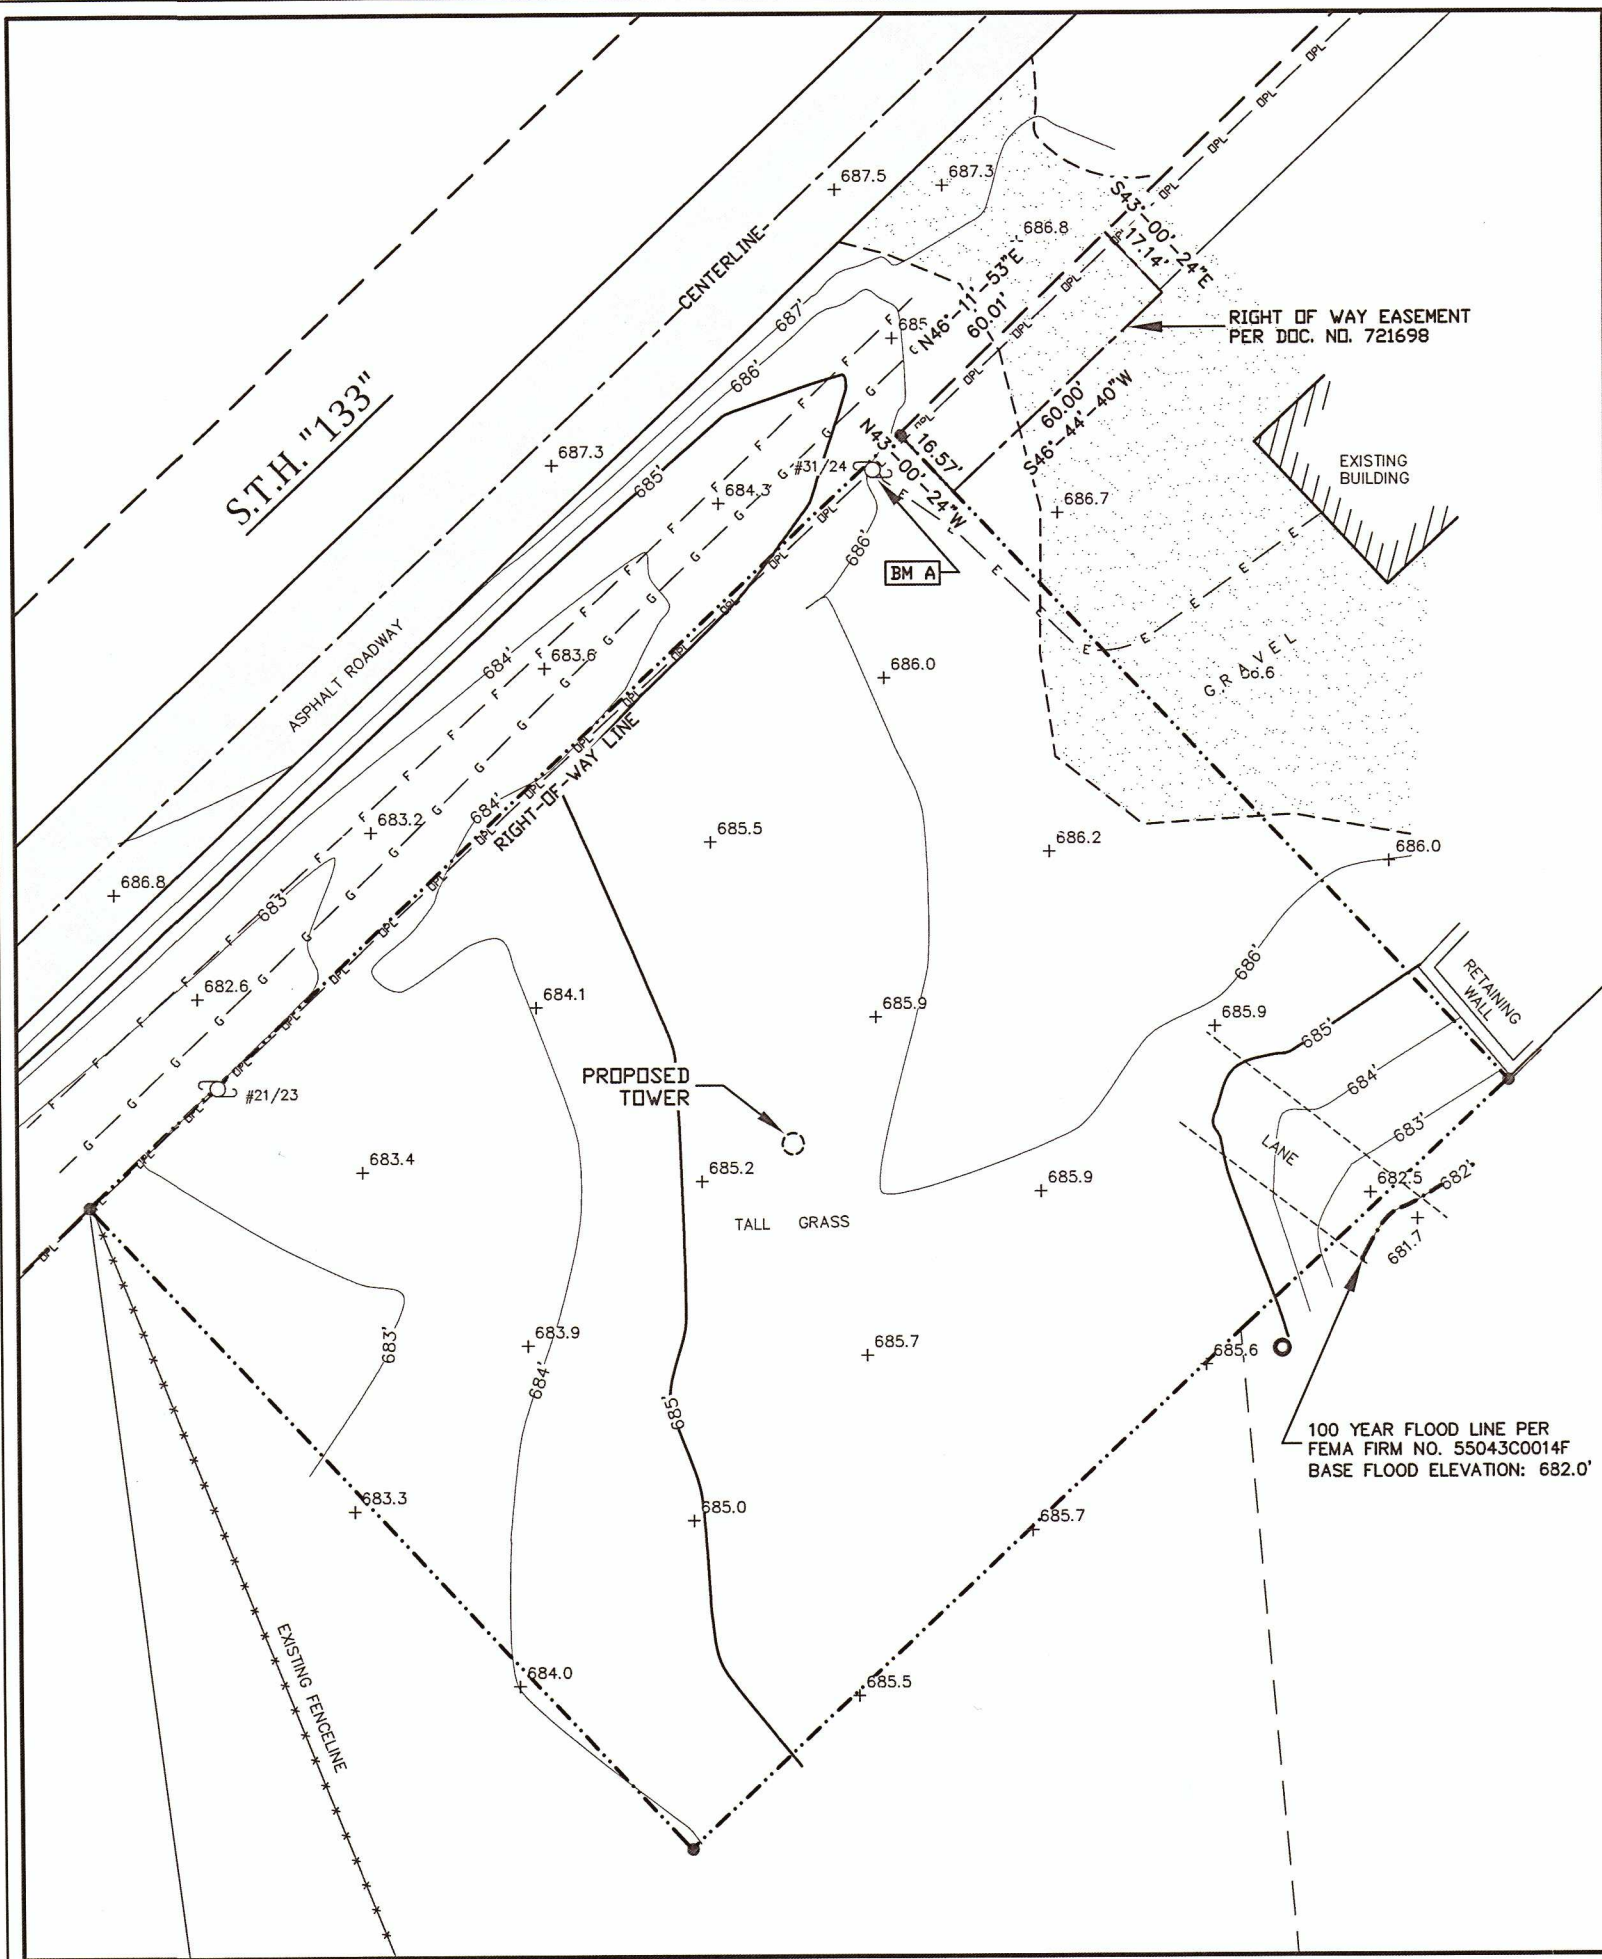 S.T.H. "133"
CENTERLINE
687.5
687.3
686.8
S43°-00'-24"E
17.14'
N46°-11'-53"E
60.01'
RIGHT OF WAY EASEMENT
PER DOC. NO. 721698
687'
686'
685'
685
687.3
684.3
#31/24
16.57'
N43°-00'-24"W
60.00'
S46°-44'-40"W
686.7
EXISTING
BUILDING
BM A
686'
ASPHALT ROADWAY
684'
683.6
686.0
GRAVEL
RIGHT-OF-WAY LINE
684'
683.2
685.5
686.2
686.0
686.8
683'
682.6
684.1
685.9
686'
685.9
RETAINING
WALL
685'
684'
683'
682'
PROPOSED
TOWER
#21/23
LANE
683.4
685.2
685.9
682.5
681.7
TALL GRASS
683'
683.9
684'
685.7
685.6
685'
100 YEAR FLOOD LINE PER
FEMA FIRM NO. 55043C0014F
BASE FLOOD ELEVATION: 682.0'
683.3
685.0
685.7
EXISTING FENCELINE
684.0
685.5
OPL
F
G
E